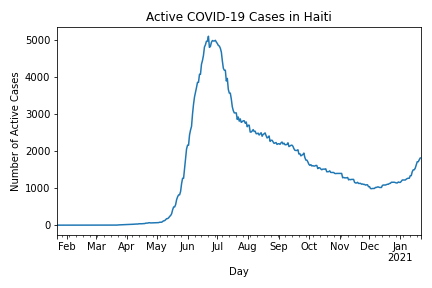 Active COVID-19 Cases in Haiti
5000
4000
3000
2000
1000
0
Number of Active Cases
Feb Mar Apr May Jun Jul Aug Sep Oct Nov Dec Jan
2021
Day